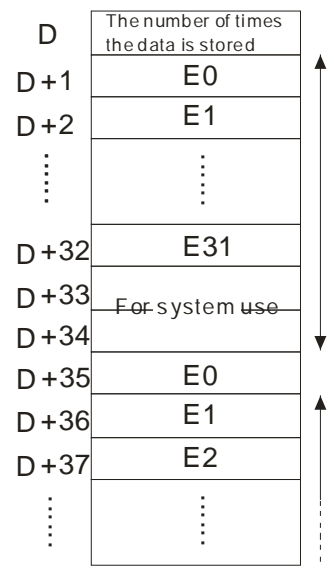 D The number of times
the data is stored
D+1 E0
D+2 E1
D+32 E31
D+33
For system use
D+34
D+35 E0
D+36 E1
D+37 E2